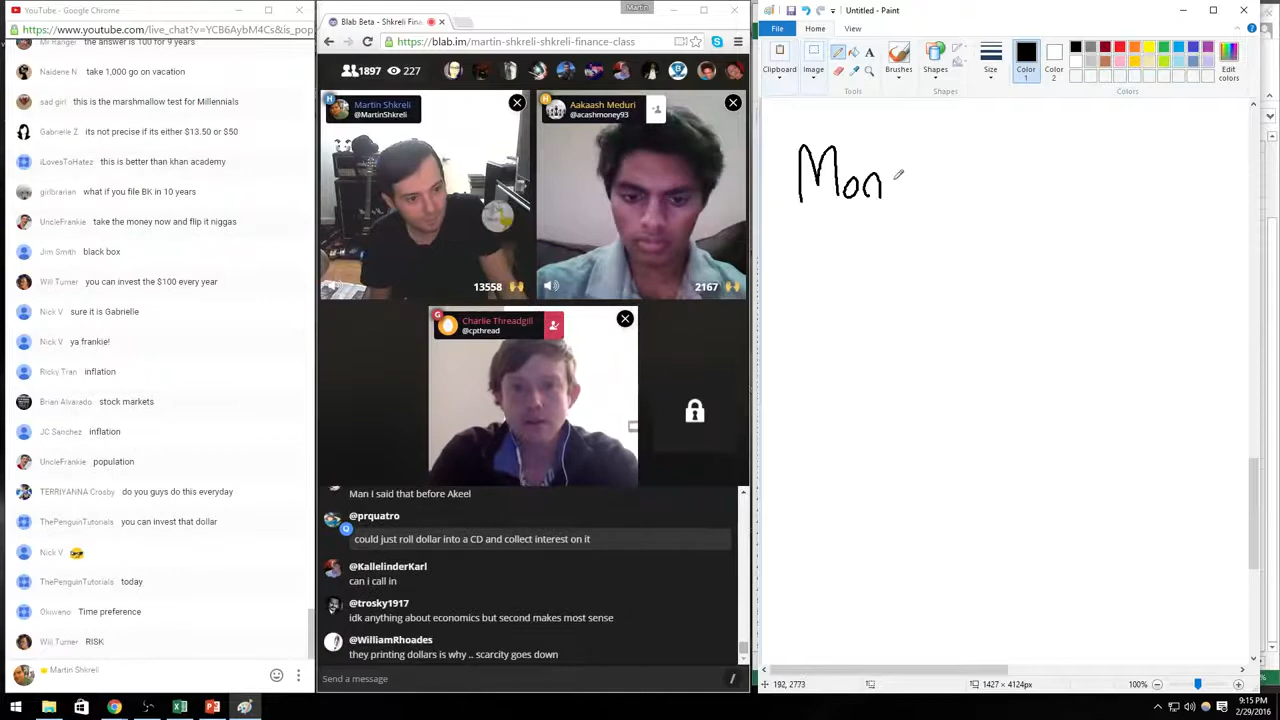 YouTube - Google Chrome
https://www.youtube.com/live_chat?v=YCB6AybM4Cs&is_pop
Mr Ranger the answer is 100 for 9 years
Naidene N take 1,000 go on vacation
sad girl this is the marshmallow test for Millennials
Gabrielle Z its not precise if its either $13.50 or $50
iLovesToHatez this is better than khan academy
girlbrarian what if you file BK in 10 years
UncleFrankie take the money now and flip it niggas
Jim Smith black box
Will Turner you can invest the $100 every year
Nick V sure it is Gabrielle
Nick V ya frankie!
Ricky Tran inflation
Brian Alvarado stock markets
JC Sanchez inflation
UncleFrankie population
TERRIYANNA Crosby do you guys do this everyday
ThePenguinTutorials you can invest that dollar
Nick V
ThePenguinTutorials today
Okiwano Time preference
Will Turner RISK
Martin Shkreli
Martin
Blab Beta - Shkreli Fina
https://blab.im/martin-shkreli-shkreli-finance-class
1897 227
H Martin Shkreli
@MartinShkreli
13558
H Aakaash Meduri
@acashmoney93
2167
G Charlie Threadgill
@cpthread
Man I said that before Akeel
@prquatro
Q could just roll dollar into a CD and collect interest on it
@KallelinderKarl
can i call in
@trosky1917
idk anything about economics but second makes most sense
@WilliamRhoades
they printing dollars is why .. scarcity goes down
Send a message /
Untitled - Paint
File Home View
Clipboard Image Brushes Shapes Size Color 1 Color 2 Edit colors
Tools Shapes Colors
Mon
192, 2773 1427 × 4124px 100%
9:15 PM
2/29/2016